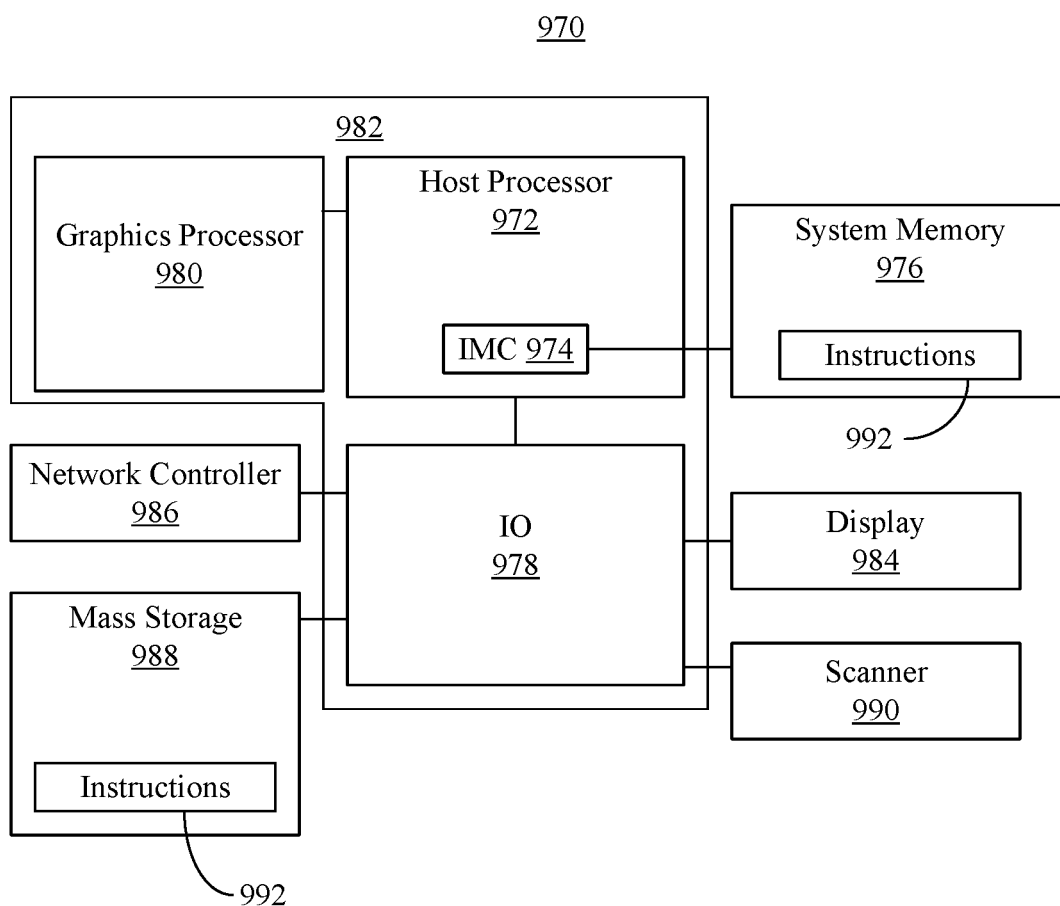 970
982
Graphics Processor
980
Host Processor
972
IMC 974
System Memory
976
Instructions
992
Network Controller
986
IO
978
Display
984
Mass Storage
988
Instructions
992
Scanner
990